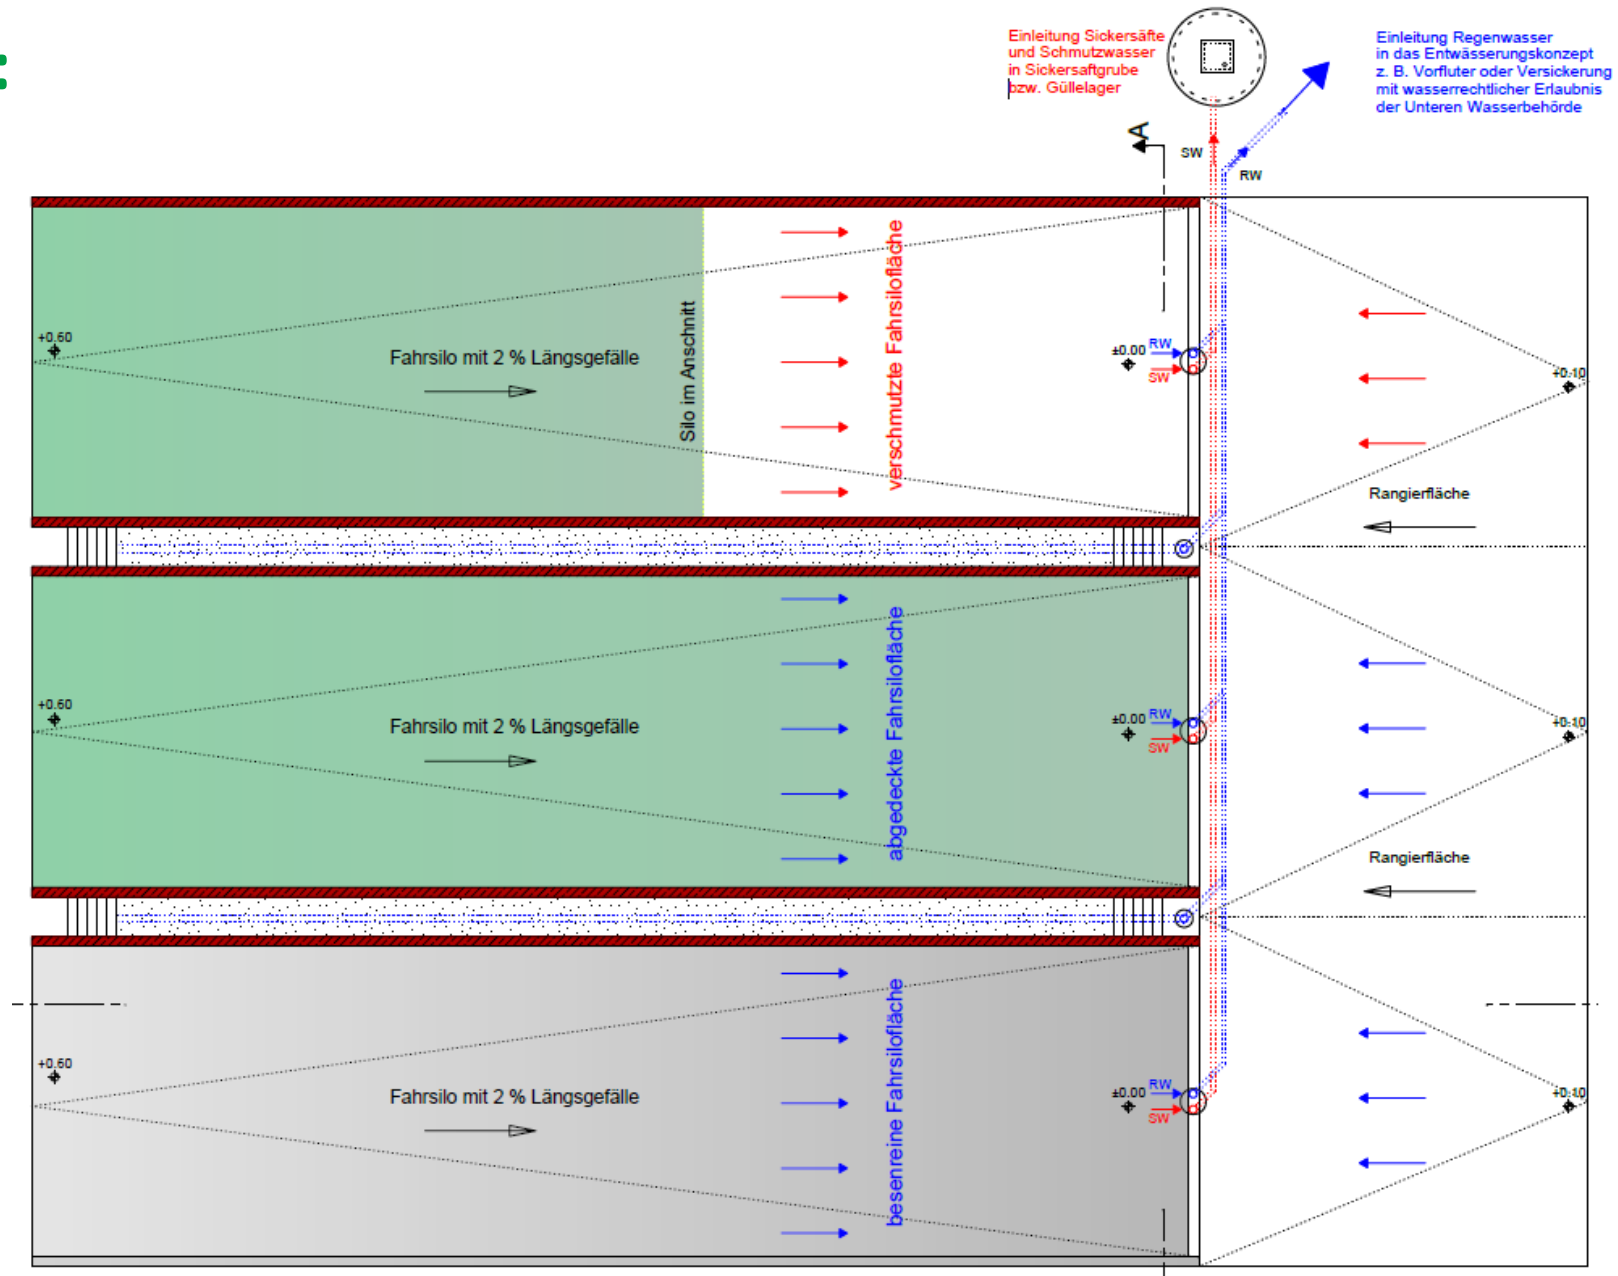 Einleitung Sickersäfte
und Schmutzwasser
in Sickersaftgrube
bzw. Güllelager
Einleitung Regenwasser
in das Entwässerungskonzept
z. B. Vorfluter oder Versickerung
mit wasserrechtlicher Erlaubnis
der Unteren Wasserbehörde
A
SW
RW
+0.60
Fahrsilo mit 2 % Längsgefälle
Silo im Anschnitt
verschmutzte Fahrsilofläche
±0.00
RW
SW
+0.10
Rangierfläche
+0.60
Fahrsilo mit 2 % Längsgefälle
abgedeckte Fahrsilofläche
±0.00
RW
SW
+0.10
Rangierfläche
+0.60
Fahrsilo mit 2 % Längsgefälle
besenreine Fahrsilofläche
±0.00
RW
SW
+0.10